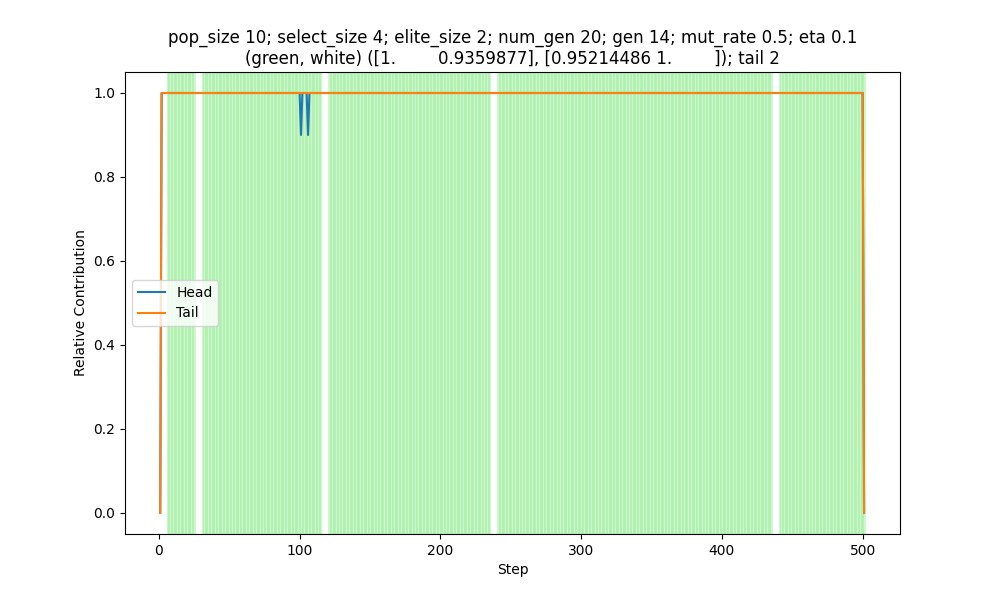 pop_size 10; select_size 4; elite_size 2; num_gen 20; gen 14; mut_rate 0.5; eta 0.1
(green, white) ([1.        0.9359877], [0.95214486 1.        ]); tail 2
1.0
0.8
0.6
0.4
0.2
0.0
Relative Contribution
Head
Tail
0
100
200
300
400
500
Step